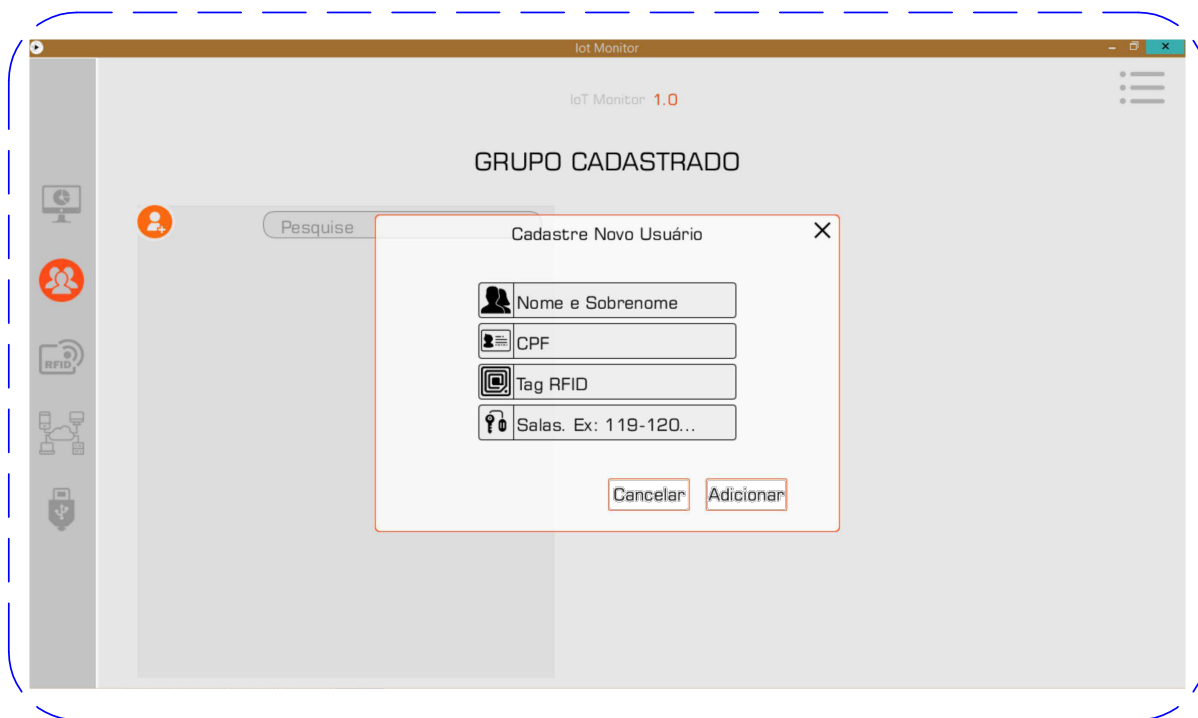 Iot Monitor
IoT Monitor 1.0
GRUPO CADASTRADO
Pesquise
Cadastre Novo Usuário
Nome e Sobrenome
CPF
RFID
Tag RFID
Salas. Ex: 119-120...
Cancelar Adicionar